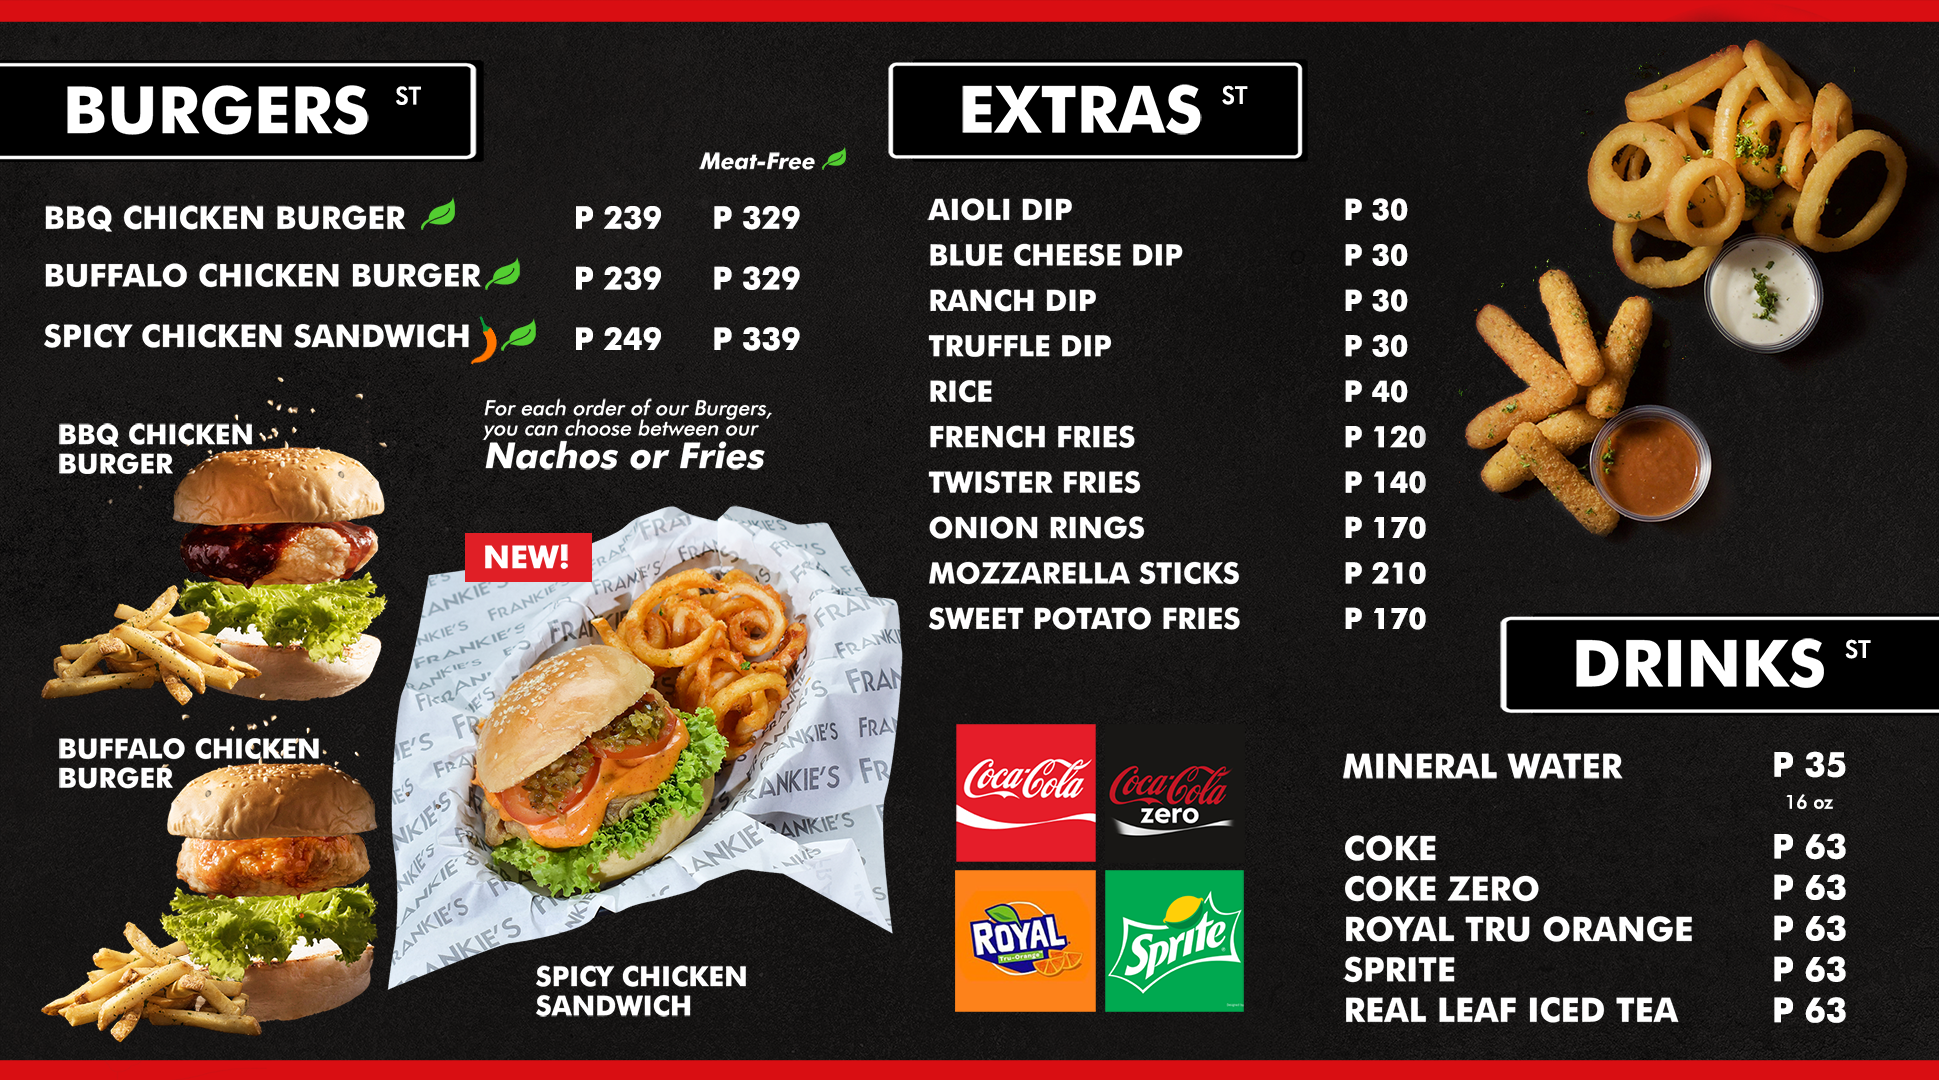 BURGERS ST
Meat-Free
BBQ CHICKEN BURGER P 239 P 329
BUFFALO CHICKEN BURGER P 239 P 329
SPICY CHICKEN SANDWICH P 249 P 339
For each order of our Burgers,
you can choose between our
Nachos or Fries
BBQ CHICKEN
BURGER
NEW!
FRANKIE'S
BUFFALO CHICKEN
BURGER
SPICY CHICKEN
SANDWICH
EXTRAS ST
AIOLI DIP P 30
BLUE CHEESE DIP P 30
RANCH DIP P 30
TRUFFLE DIP P 30
RICE P 40
FRENCH FRIES P 120
TWISTER FRIES P 140
ONION RINGS P 170
MOZZARELLA STICKS P 210
SWEET POTATO FRIES P 170
Coca-Cola
Coca-Cola
zero
ROYAL
Tru-Orange
Sprite
DRINKS ST
MINERAL WATER P 35
16 oz
COKE P 63
COKE ZERO P 63
ROYAL TRU ORANGE P 63
SPRITE P 63
REAL LEAF ICED TEA P 63